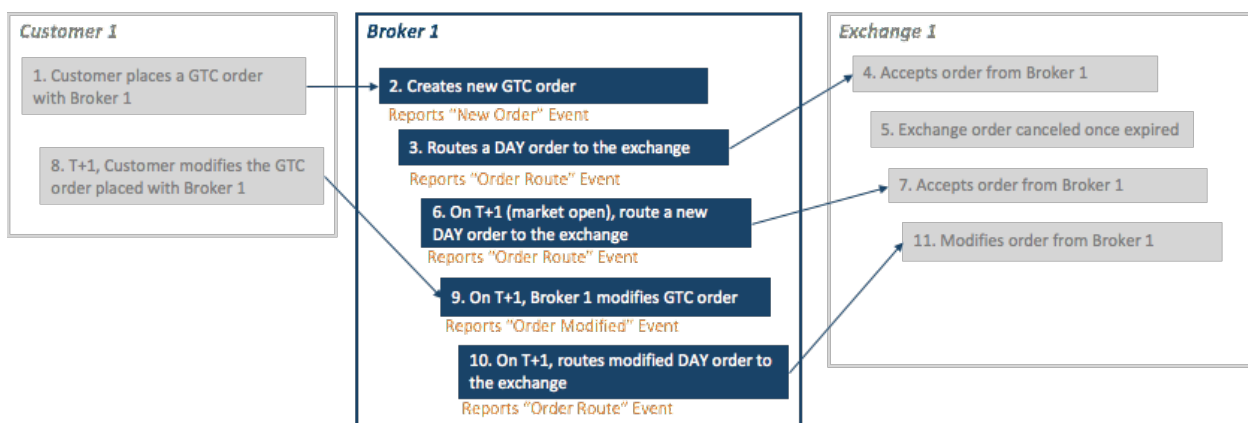 Customer 1
1. Customer places a GTC order
with Broker 1
8. T+1, Customer modifies the GTC
order placed with Broker 1
Broker 1
2. Creates new GTC order
Reports "New Order" Event
3. Routes a DAY order to the exchange
Reports "Order Route" Event
6. On T+1 (market open), route a new
DAY order to the exchange
Reports "Order Route" Event
9. On T+1, Broker 1 modifies GTC order
Reports "Order Modified" Event
10. On T+1, routes modified DAY order to
the exchange
Reports "Order Route" Event
Exchange 1
4. Accepts order from Broker 1
5. Exchange order canceled once expired
7. Accepts order from Broker 1
11. Modifies order from Broker 1